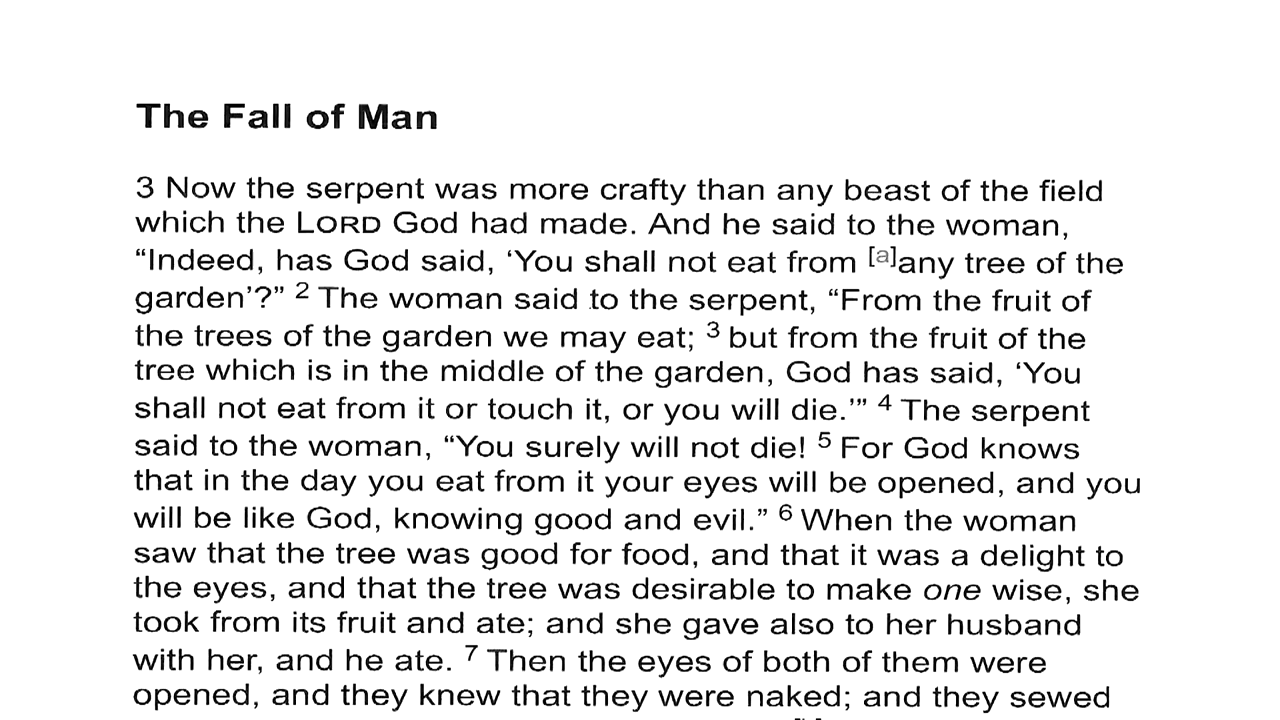 The Fall of Man
3 Now the serpent was more crafty than any beast of the field
which the LORD God had made. And he said to the woman,
“Indeed, has God said, ‘You shall not eat from [a]any tree of the
garden’?” 2 The woman said to the serpent, “From the fruit of
the trees of the garden we may eat; 3 but from the fruit of the
tree which is in the middle of the garden, God has said, ‘You
shall not eat from it or touch it, or you will die.’” 4 The serpent
said to the woman, “You surely will not die! 5 For God knows
that in the day you eat from it your eyes will be opened, and you
will be like God, knowing good and evil.” 6 When the woman
saw that the tree was good for food, and that it was a delight to
the eyes, and that the tree was desirable to make one wise, she
took from its fruit and ate; and she gave also to her husband
with her, and he ate. 7 Then the eyes of both of them were
opened, and they knew that they were naked; and they sewed